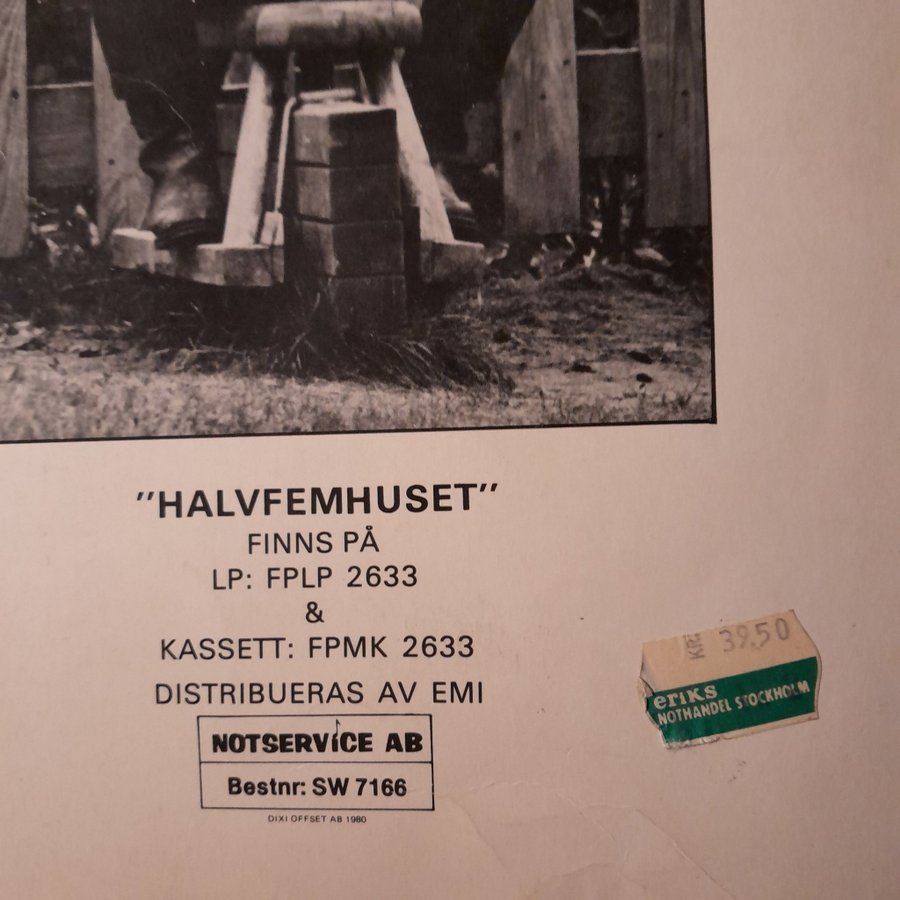 "HALVFEMHUSET"
FINNS PÅ
LP: FPLP 2633
&
KASSETT: FPMK 2633
DISTRIBUERAS AV EMI
NOTSERVICE AB
Bestnr: SW 7166
DIXI OFFSET AB 1980
KR 39.50
eriks
NOTHANDEL STOCKHOLM